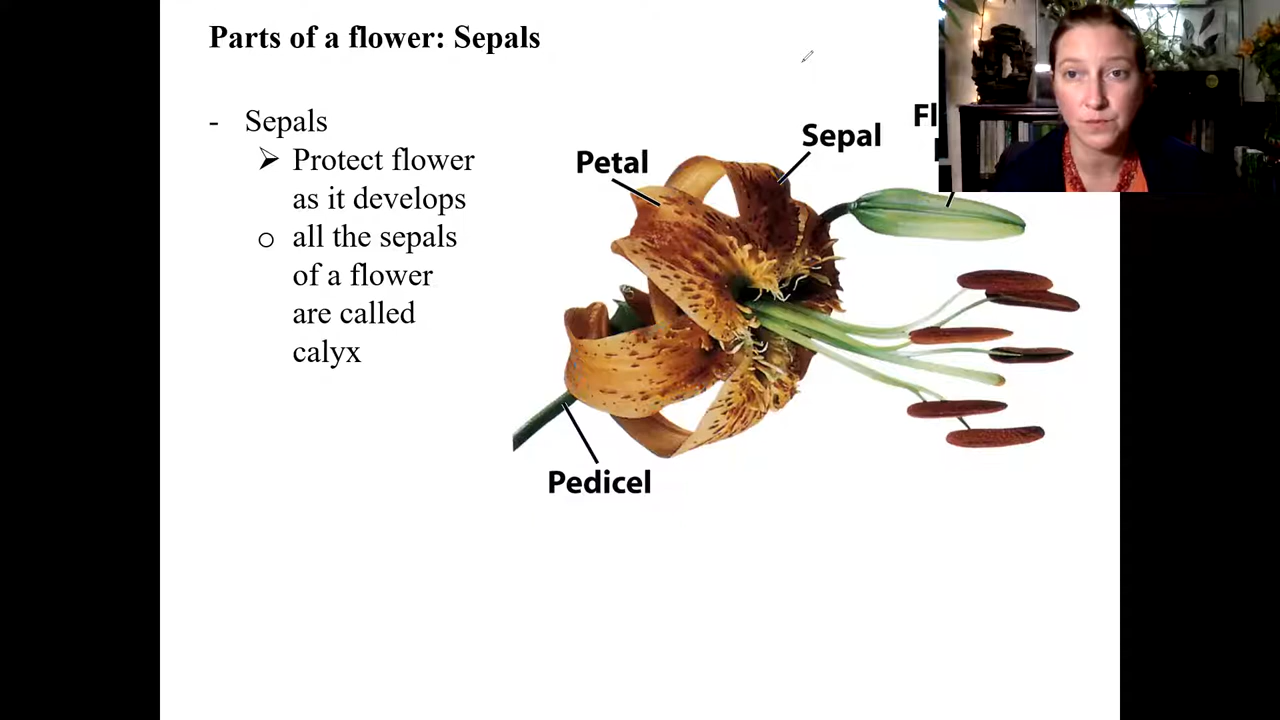 Parts of a flower: Sepals
- Sepals
➢ Protect flower
as it develops
o all the sepals
of a flower
are called
calyx
Petal
Sepal
Fl
Pedicel